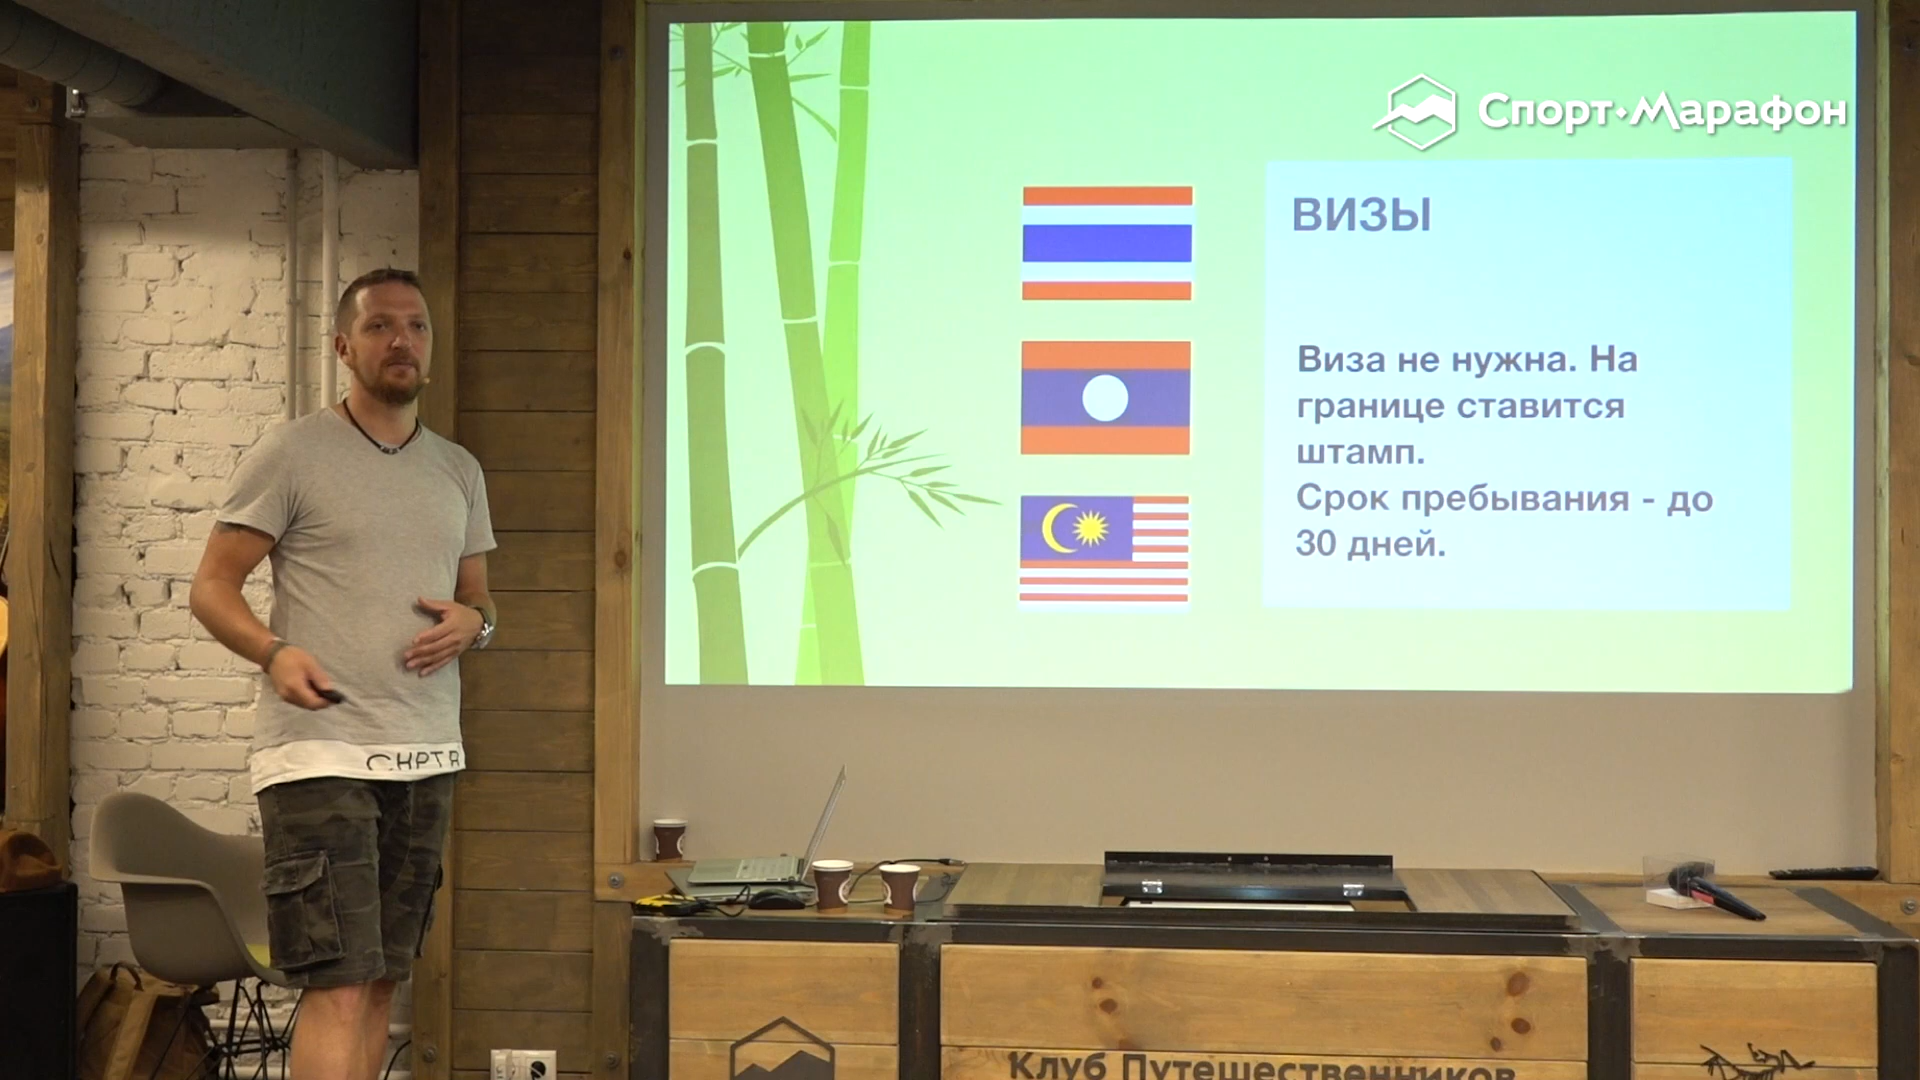 Спорт-Марафон
ВИЗЫ
Виза не нужна. На
границе ставится
штамп.
Срок пребывания - до
30 дней.
CHPTR
Клуб Путешественников